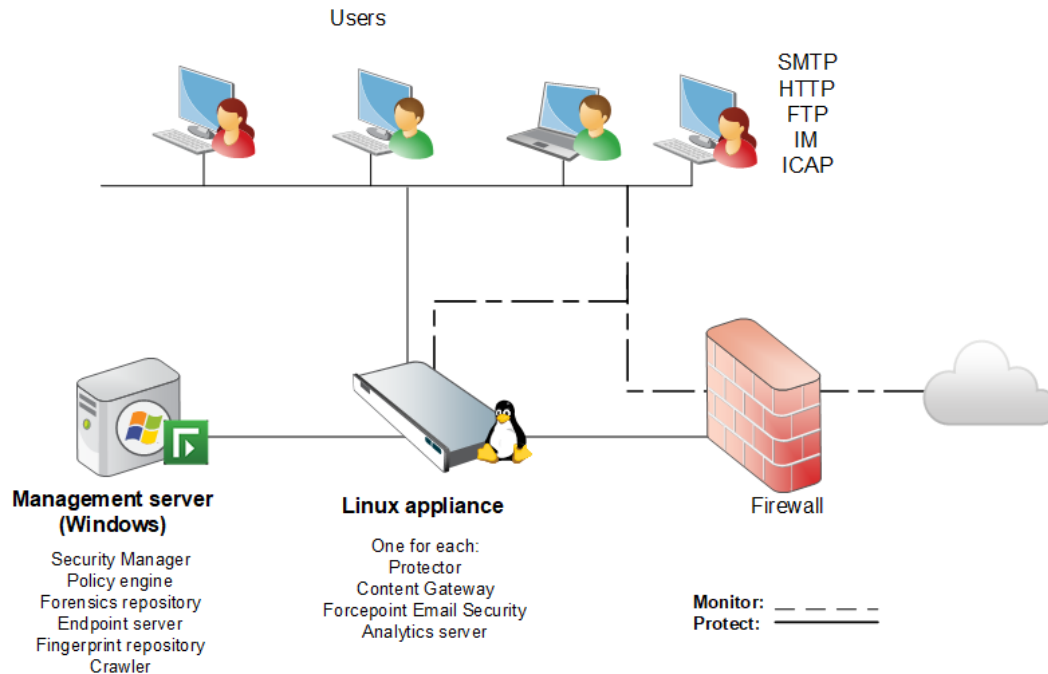 Users
SMTP
HTTP
FTP
IM
ICAP
Management server
(Windows)
Security Manager
Policy engine
Forensics repository
Endpoint server
Fingerprint repository
Crawler
Linux appliance
One for each:
Protector
Content Gateway
Forcepoint Email Security
Analytics server
Firewall
Monitor:
Protect: